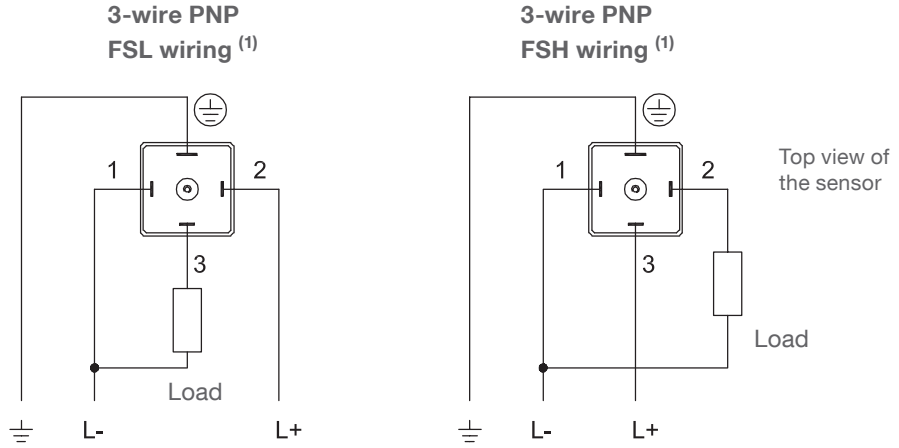 3-wire PNP
FSL wiring (1)
1
2
3
Load
L-
L+
3-wire PNP
FSH wiring (1)
1
2
3
Load
L-
L+
Top view of
the sensor